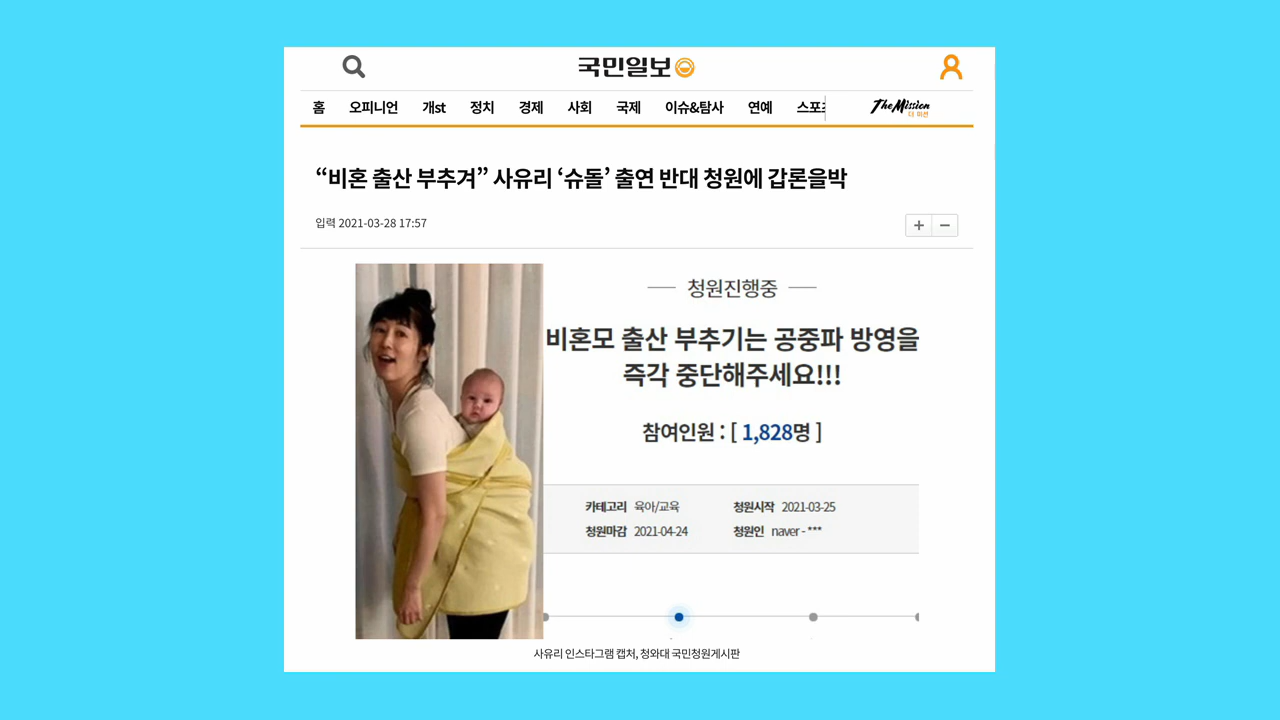 국민일보
홈 오피니언 개st 정치 경제 사회 국제 이슈&탐사 연예 스포츠
The Mission
더 미션
“비혼 출산 부추겨” 사유리 ‘슈돌’ 출연 반대 청원에 갑론을박
입력 2021-03-28 17:57
청원진행중
비혼모 출산 부추기는 공중파 방영을
즉각 중단해주세요!!!
참여인원 : [ 1,828명 ]
카테고리 육아/교육 청원시작 2021-03-25
청원마감 2021-04-24 청원인 naver - ***
사유리 인스타그램 캡처, 청와대 국민청원게시판